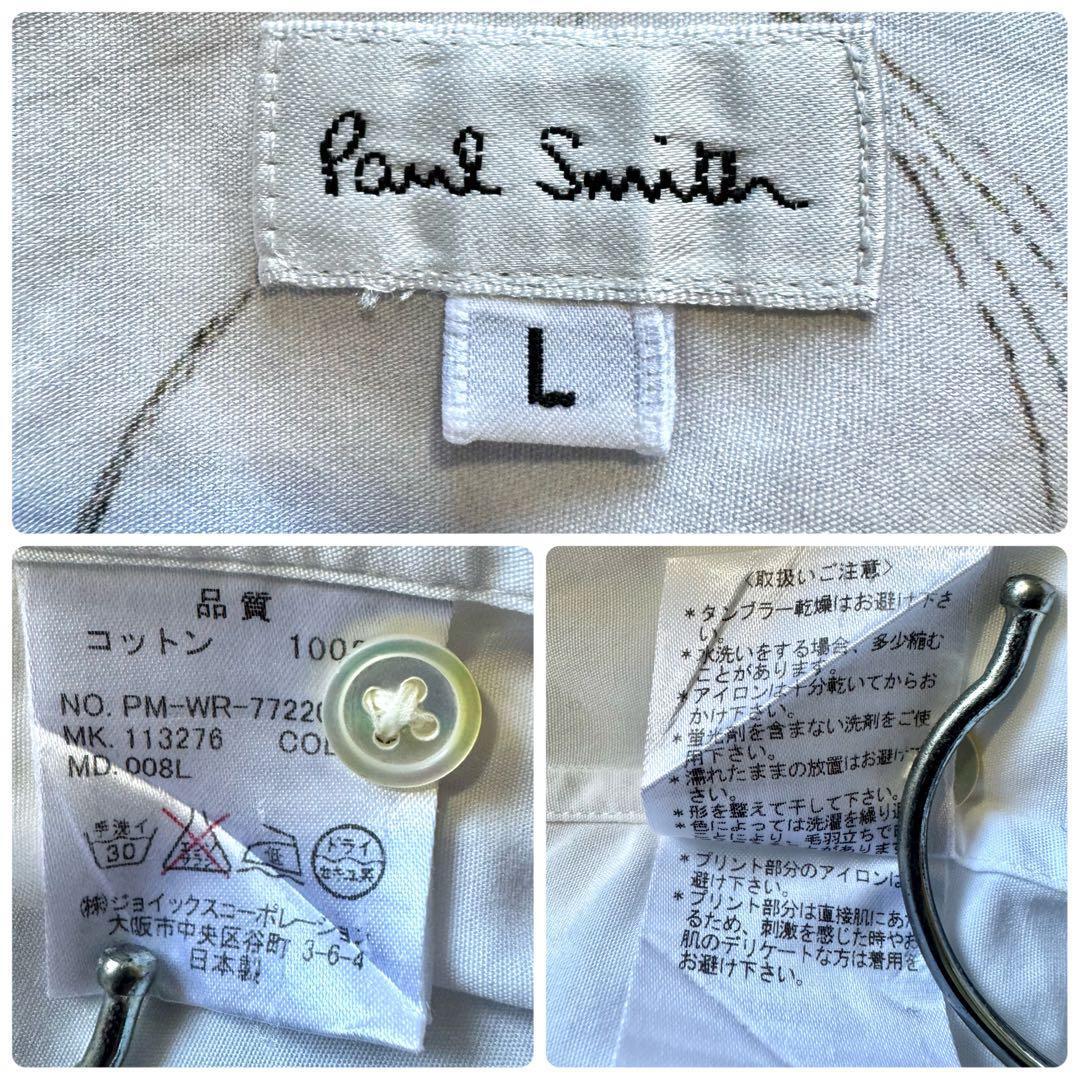 Paul Smith
L
品質
コットン 100
NO. PM-WR-7722
MK. 113276 CO
MD. 008L
手洗イ
30
低
ドライ
セキユ系
(株)ジョイックスコーポレーション
大阪市中央区谷町 3-6-4
日本製
〈取扱いご注意〉
*タンブラー乾燥はお避け下さ
い。
*水洗いをする場合、多少縮む
ことがあります。
*アイロンは十分乾いてからお
かけ下さい。
*蛍光剤を含まない洗剤をご使
用下さい。
*濡れたままの放置はお避け
さい。
*形を整えて干して下さい。
*色によっては洗濯を繰り返
ことにより、毛羽立ちで
がありま
*プリント部分のアイロンは
避け下さい。
*プリント部分は直接肌にあ
るため、刺激を感じた時やお
肌のデリケートな方は着用を
お避け下さい。